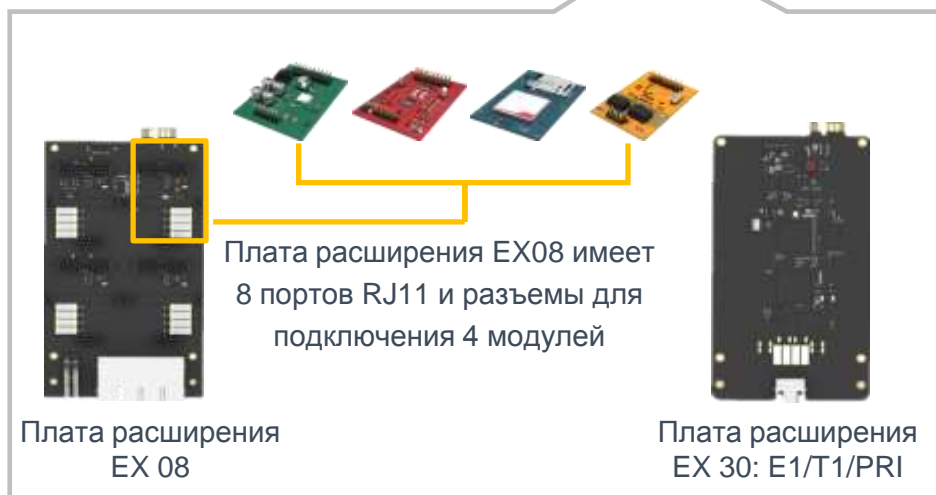 Плата расширения EX08 имеет
8 портов RJ11 и разъемы для
подключения 4 модулей
Плата расширения
EX 08
Плата расширения
EX 30: E1/T1/PRI